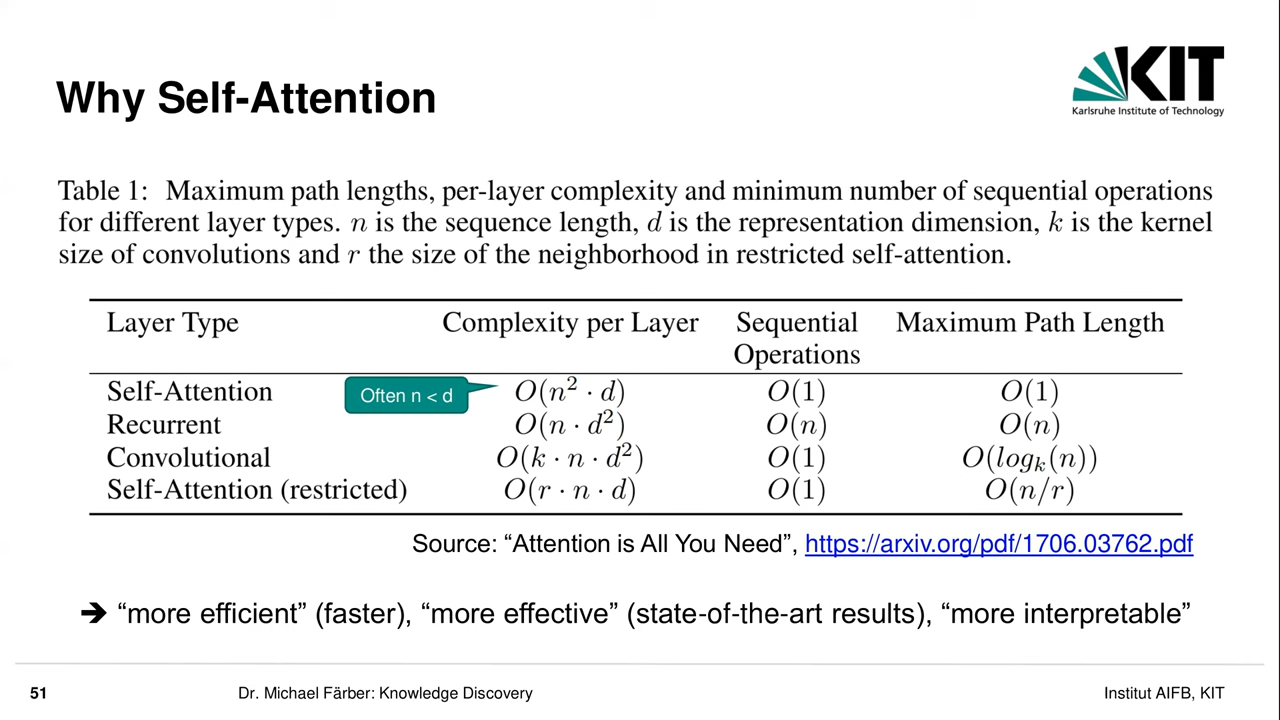 Why Self-Attention
KIT
Karlsruhe Institute of Technology
Table 1: Maximum path lengths, per-layer complexity and minimum number of sequential operations
for different layer types. n is the sequence length, d is the representation dimension, k is the kernel
size of convolutions and r the size of the neighborhood in restricted self-attention.
Layer Type Complexity per Layer Sequential Maximum Path Length
Operations
Self-Attention Often n < d O(n² · d) O(1) O(1)
Recurrent O(n · d²) O(n) O(n)
Convolutional O(k · n · d²) O(1) O(logₖ(n))
Self-Attention (restricted) O(r · n · d) O(1) O(n/r)
Source: “Attention is All You Need”, https://arxiv.org/pdf/1706.03762.pdf
➔ “more efficient” (faster), “more effective” (state-of-the-art results), “more interpretable”
51 Dr. Michael Färber: Knowledge Discovery Institut AIFB, KIT